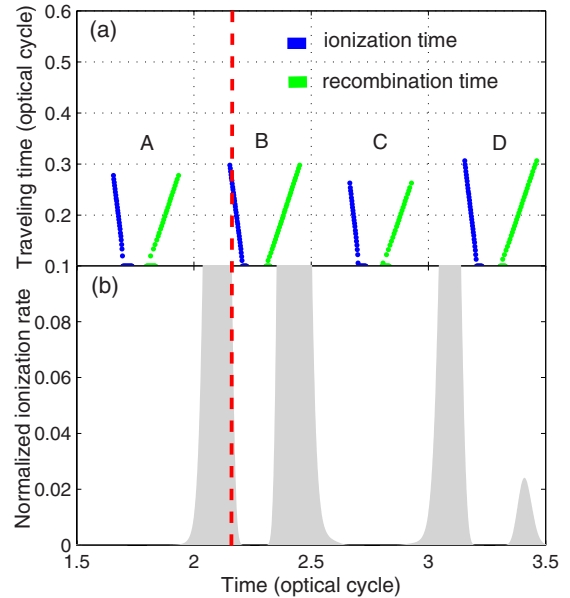 (a)
ionization time
recombination time
A
B
C
D
0.6
0.5
0.4
0.3
0.2
0.1
Traveling time (optical cycle)
(b)
0.08
0.06
0.04
0.02
0
Normalized ionization rate
1.5 2 2.5 3 3.5
Time (optical cycle)